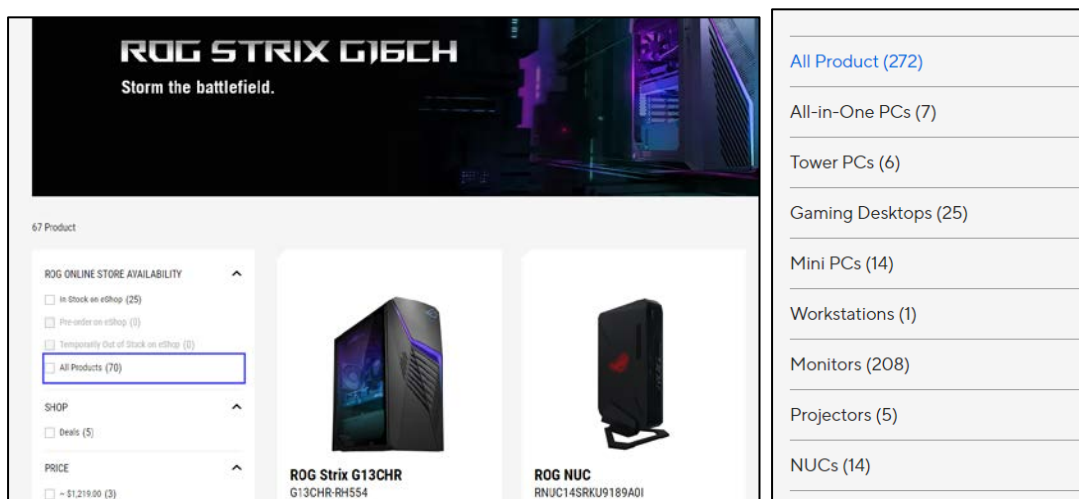 ROG STRIX G16CH
Storm the battlefield.
67 Product
ROG ONLINE STORE AVAILABILITY
In Stock on eShop (25)
Pre-order on eShop (0)
Temporarily Out of Stock on eShop (0)
All Products (70)
SHOP
Deals (5)
PRICE
~ $1,219.00 (3)
ROG Strix G13CHR
G13CHR-RH554
ROG NUC
RNUC14SRKU9189A0I
All Product (272)
All-in-One PCs (7)
Tower PCs (6)
Gaming Desktops (25)
Mini PCs (14)
Workstations (1)
Monitors (208)
Projectors (5)
NUCs (14)